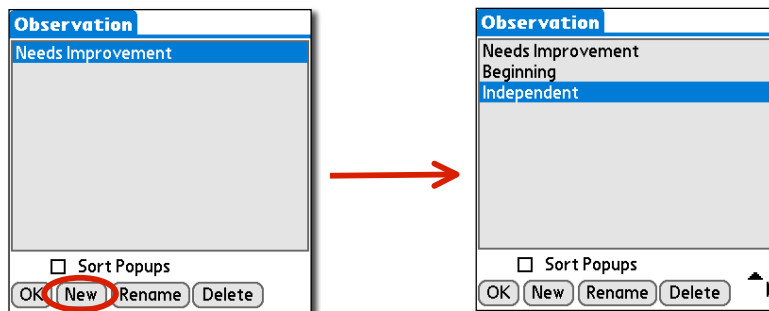 Observation
Needs Improvement
Sort Popups
OK New Rename Delete
Observation
Needs Improvement
Beginning
Independent
Sort Popups
OK New Rename Delete